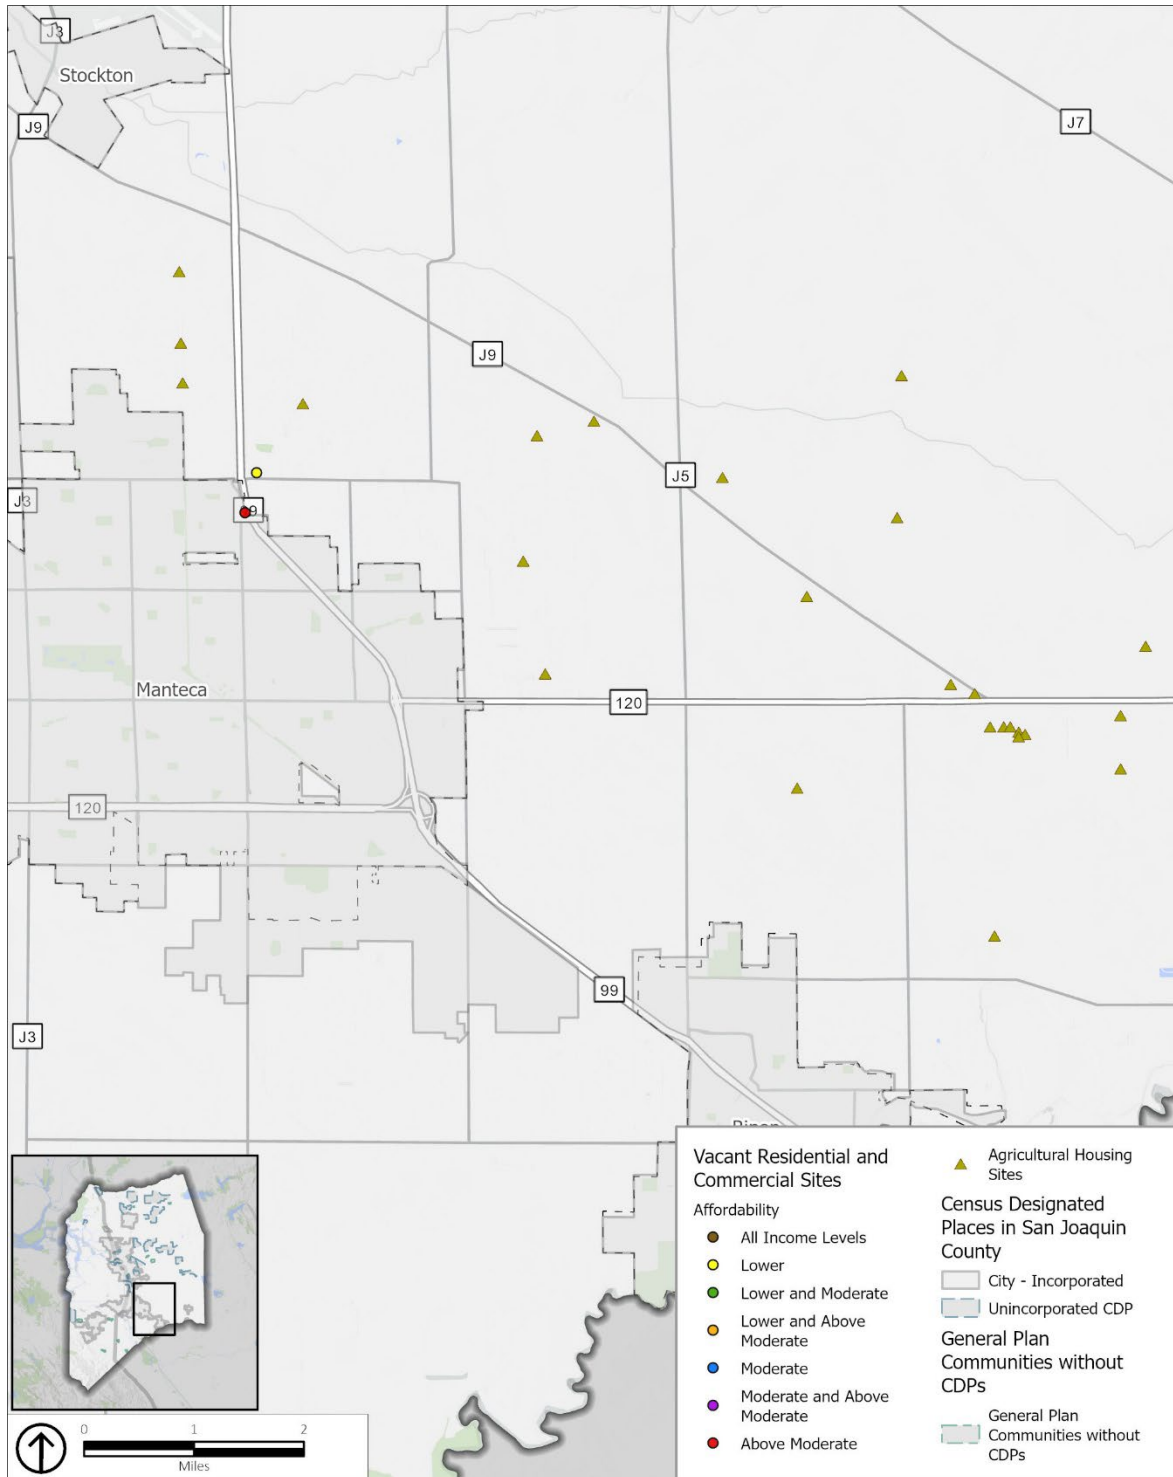 J3
Stockton
J9
J7
J9
J5
J3
Manteca
120
120
99
J3
Vacant Residential and
Commercial Sites
Affordability
All Income Levels
Lower
Lower and Moderate
Lower and Above
Moderate
Moderate
Moderate and Above
Moderate
Above Moderate
Agricultural Housing
Sites
Census Designated
Places in San Joaquin
County
City - Incorporated
Unincorporated CDP
General Plan
Communities without
CDPs
General Plan
Communities without
CDPs
0
1
2
Miles